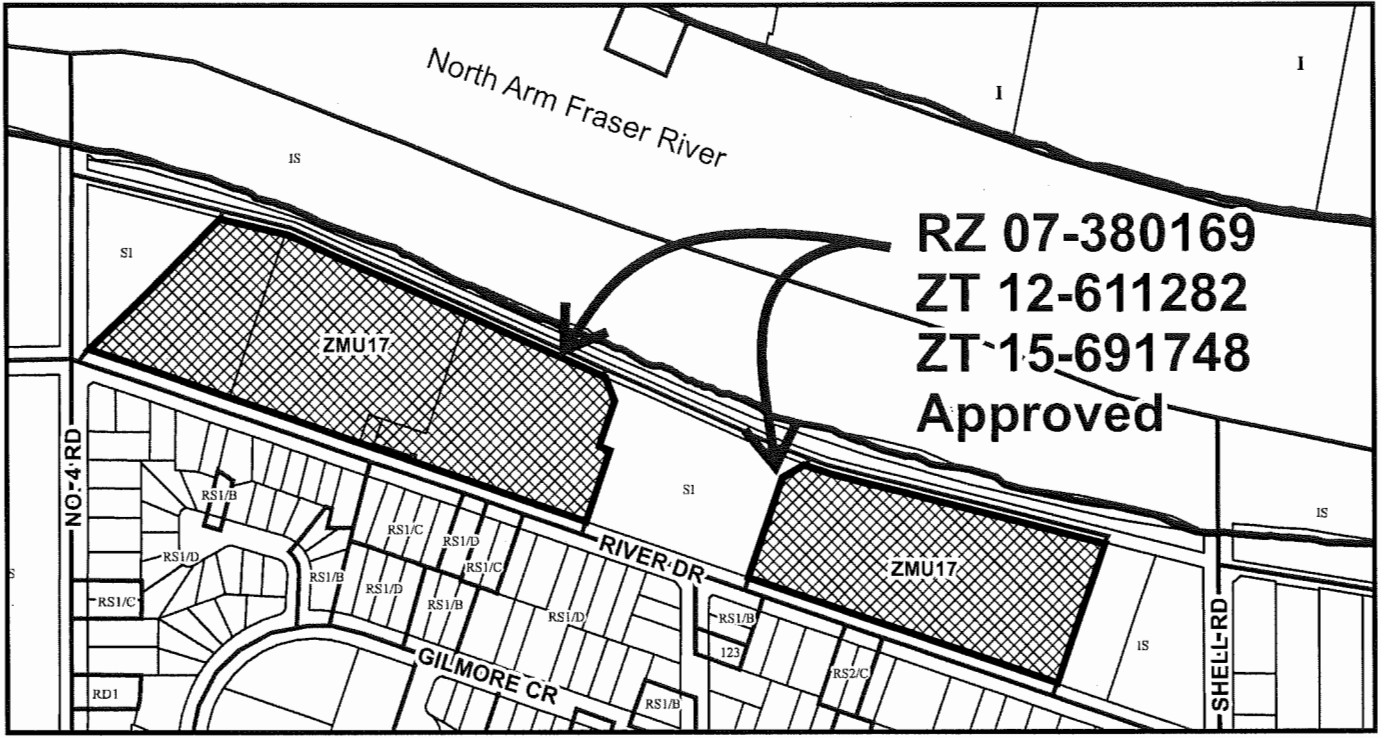 I
I
North Arm Fraser River
IS
S1
RZ 07-380169
ZT 12-611282
ZT 15-691748
Approved
ZMU17
S1
IS
NO. 4 RD
RS1/B
RS1/C
RS1/D
RS1/C
RIVER DR
ZMU17
RS1/D
RS1/B
RS1/D
RS1/B
RS1/D
RS1/B
123
IS
S
RS1/C
GILMORE CR
RS2/C
SHELL RD
RD1
RS1/B